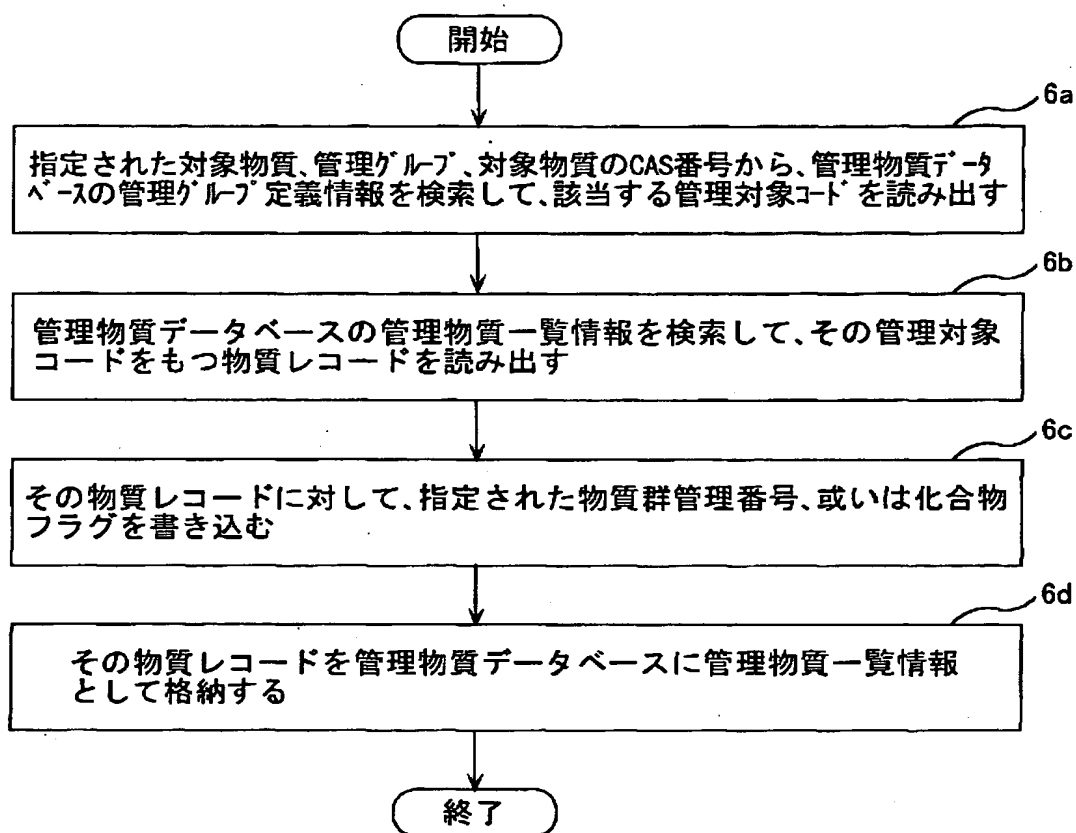 開始
6a
指定された対象物質、管理グループ、対象物質のCAS番号から、管理物質データ
ベースの管理グループ定義情報を検索して、該当する管理対象コードを読み出す
6b
管理物質データベースの管理物質一覧情報を検索して、その管理対象
コードをもつ物質レコードを読み出す
6c
その物質レコードに対して、指定された物質群管理番号、或いは化合物
フラグを書き込む
6d
その物質レコードを管理物質データベースに管理物質一覧情報
として格納する
終了